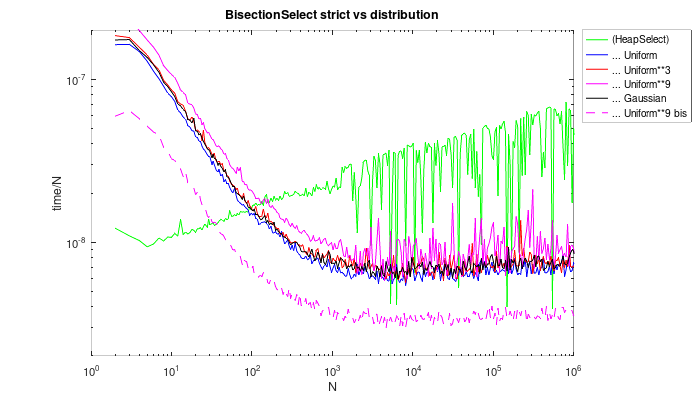 BisectionSelect strict vs distribution
(HeapSelect)
... Uniform
... Uniform**3
... Uniform**9
... Gaussian
... Uniform**9 bis
time/N
10^-7
10^-8
10^0 10^1 10^2 10^3 10^4 10^5 10^6
N